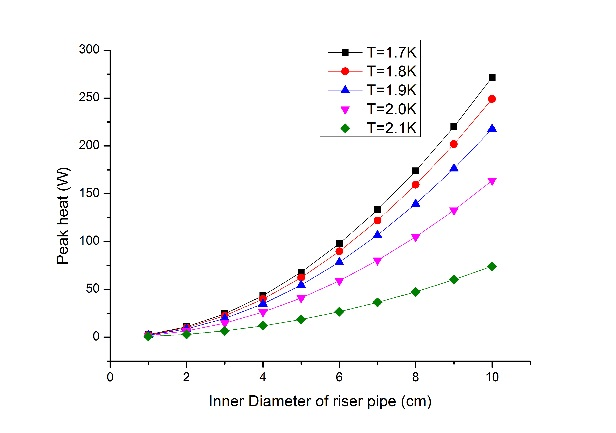 300
T=1.7K
T=1.8K
250
T=1.9K
T=2.0K
T=2.1K
200
150
100
50
0
Peak heat (W)
0 2 4 6 8 10
Inner Diameter of riser pipe (cm)